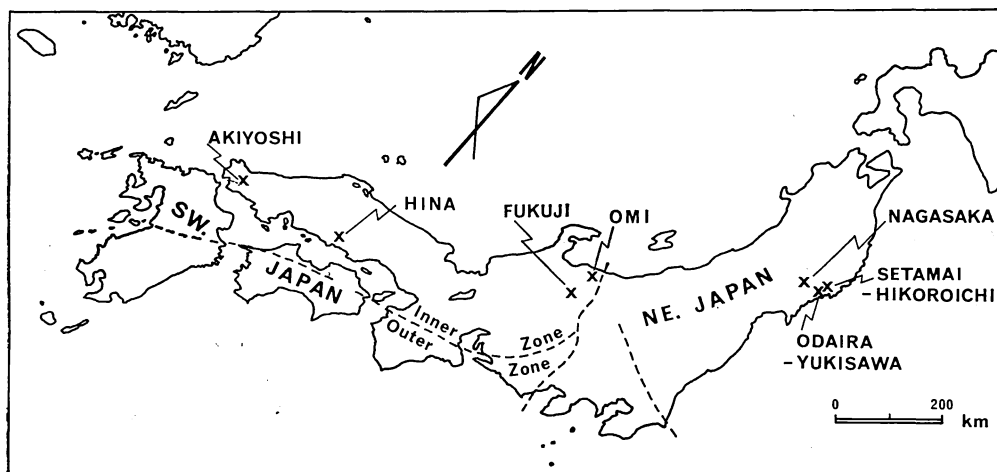 N
AKIYOSHI
HINA
FUKUJI
OMI
NAGASAKA
SETAMAI
-HIKOROICHI
ODAIRA
-YUKISAWA
SW.
JAPAN
NE. JAPAN
Inner
Zone
Outer
Zone
0 200
km